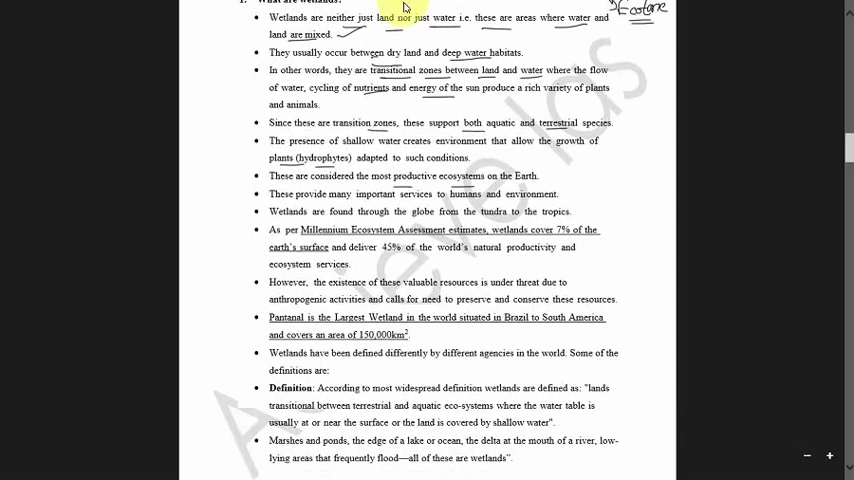 1. What are wetlands?
Ecotone
• Wetlands are neither just land nor just water i.e. these are areas where water and
land are mixed.
• They usually occur between dry land and deep water habitats.
• In other words, they are transitional zones between land and water where the flow
of water, cycling of nutrients and energy of the sun produce a rich variety of plants
and animals.
• Since these are transition zones, these support both aquatic and terrestrial species.
• The presence of shallow water creates environment that allow the growth of
plants (hydrophytes) adapted to such conditions.
• These are considered the most productive ecosystems on the Earth.
• These provide many important services to humans and environment.
• Wetlands are found through the globe from the tundra to the tropics.
• As per Millennium Ecosystem Assessment estimates, wetlands cover 7% of the
earth's surface and deliver 45% of the world's natural productivity and
ecosystem services.
• However, the existence of these valuable resources is under threat due to
anthropogenic activities and calls for need to preserve and conserve these resources.
• Pantanal is the Largest Wetland in the world situated in Brazil to South America
and covers an area of 150,000km².
• Wetlands have been defined differently by different agencies in the world. Some of the
definitions are:
• Definition: According to most widespread definition wetlands are defined as: "lands
transitional between terrestrial and aquatic eco-systems where the water table is
usually at or near the surface or the land is covered by shallow water".
• Marshes and ponds, the edge of a lake or ocean, the delta at the mouth of a river, low-
lying areas that frequently flood—all of these are wetlands”.